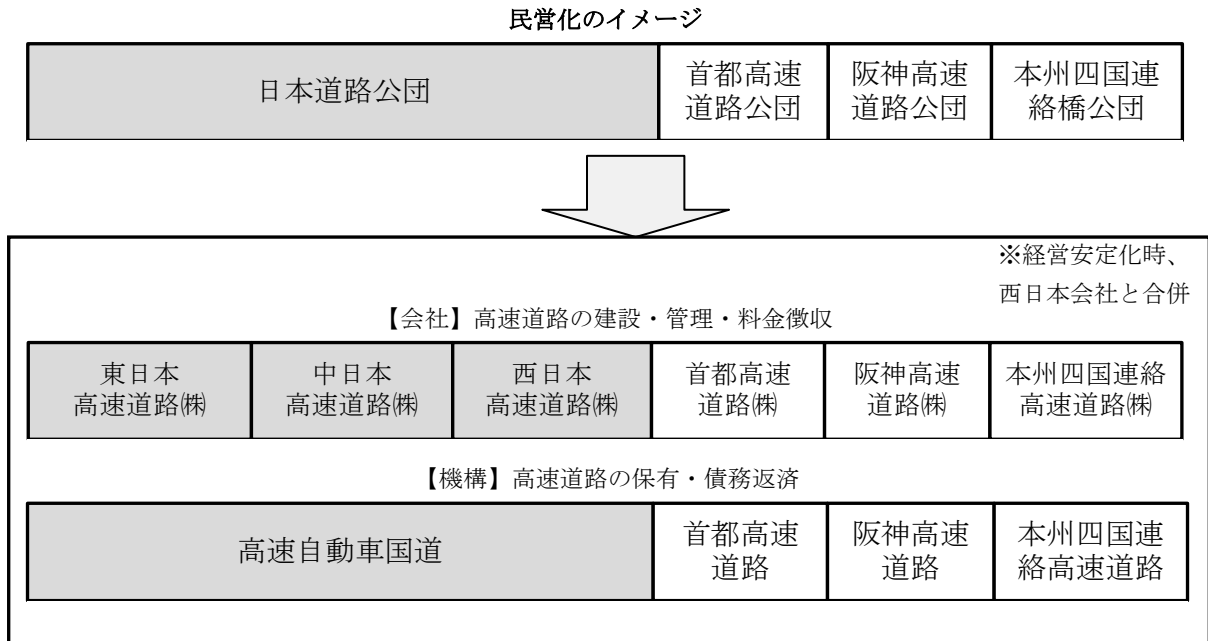 民営化のイメージ
日本道路公団
首都高速
道路公団
阪神高速
道路公団
本州四国連
絡橋公団
※経営安定化時、
西日本会社と合併
【会社】高速道路の建設・管理・料金徴収
東日本
高速道路㈱
中日本
高速道路㈱
西日本
高速道路㈱
首都高速
道路㈱
阪神高速
道路㈱
本州四国連絡
高速道路㈱
【機構】高速道路の保有・債務返済
高速自動車国道
首都高速
道路
阪神高速
道路
本州四国連
絡高速道路